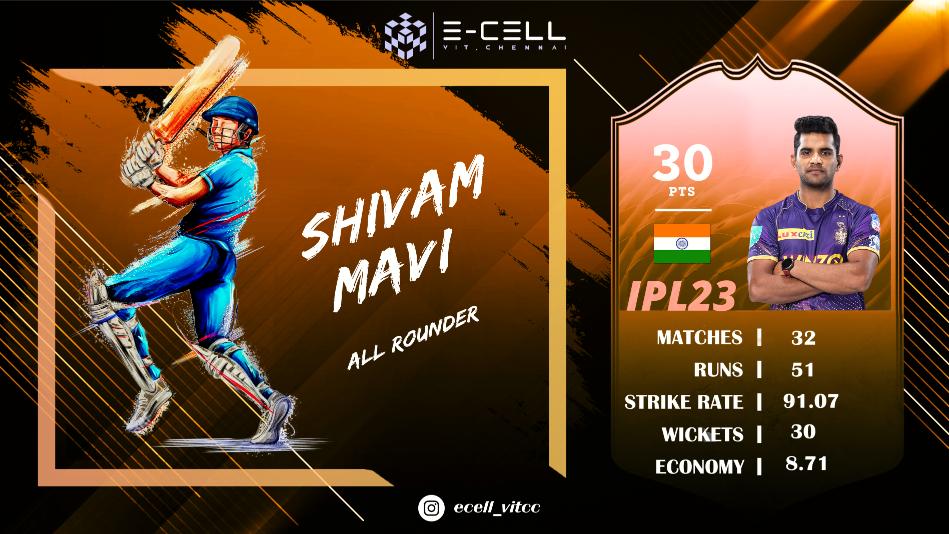 E-CELL
VIT, CHENNAI
SHIVAM
MAVI
ALL ROUNDER
30
PTS
IPL23
MATCHES | 32
RUNS | 51
STRIKE RATE | 91.07
WICKETS | 30
ECONOMY | 8.71
ecell_vitcc